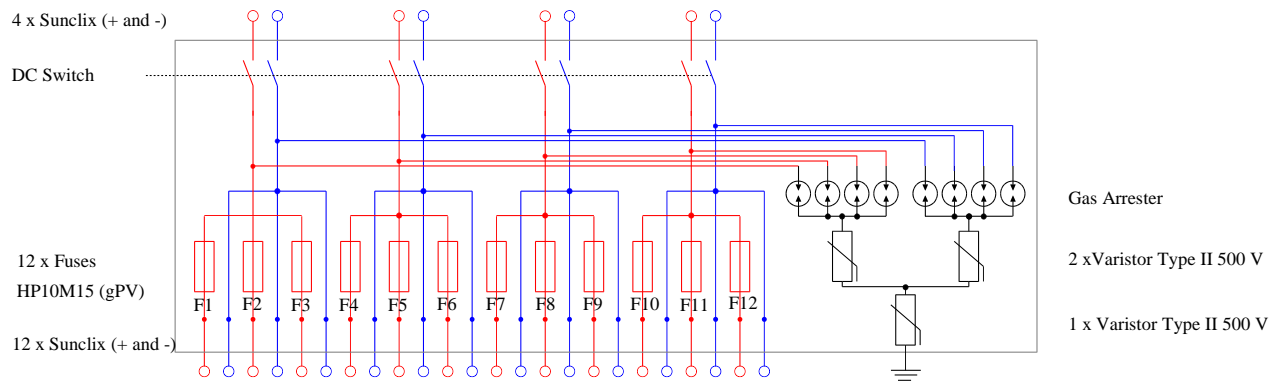 4 x Sunclix (+ and -)
DC Switch
Gas Arrester
12 x Fuses
HP10M15 (gPV)
2 xVaristor Type II 500 V
F1 F2 F3 F4 F5 F6 F7 F8 F9 F10 F11 F12
1 x Varistor Type II 500 V
12 x Sunclix (+ and -)